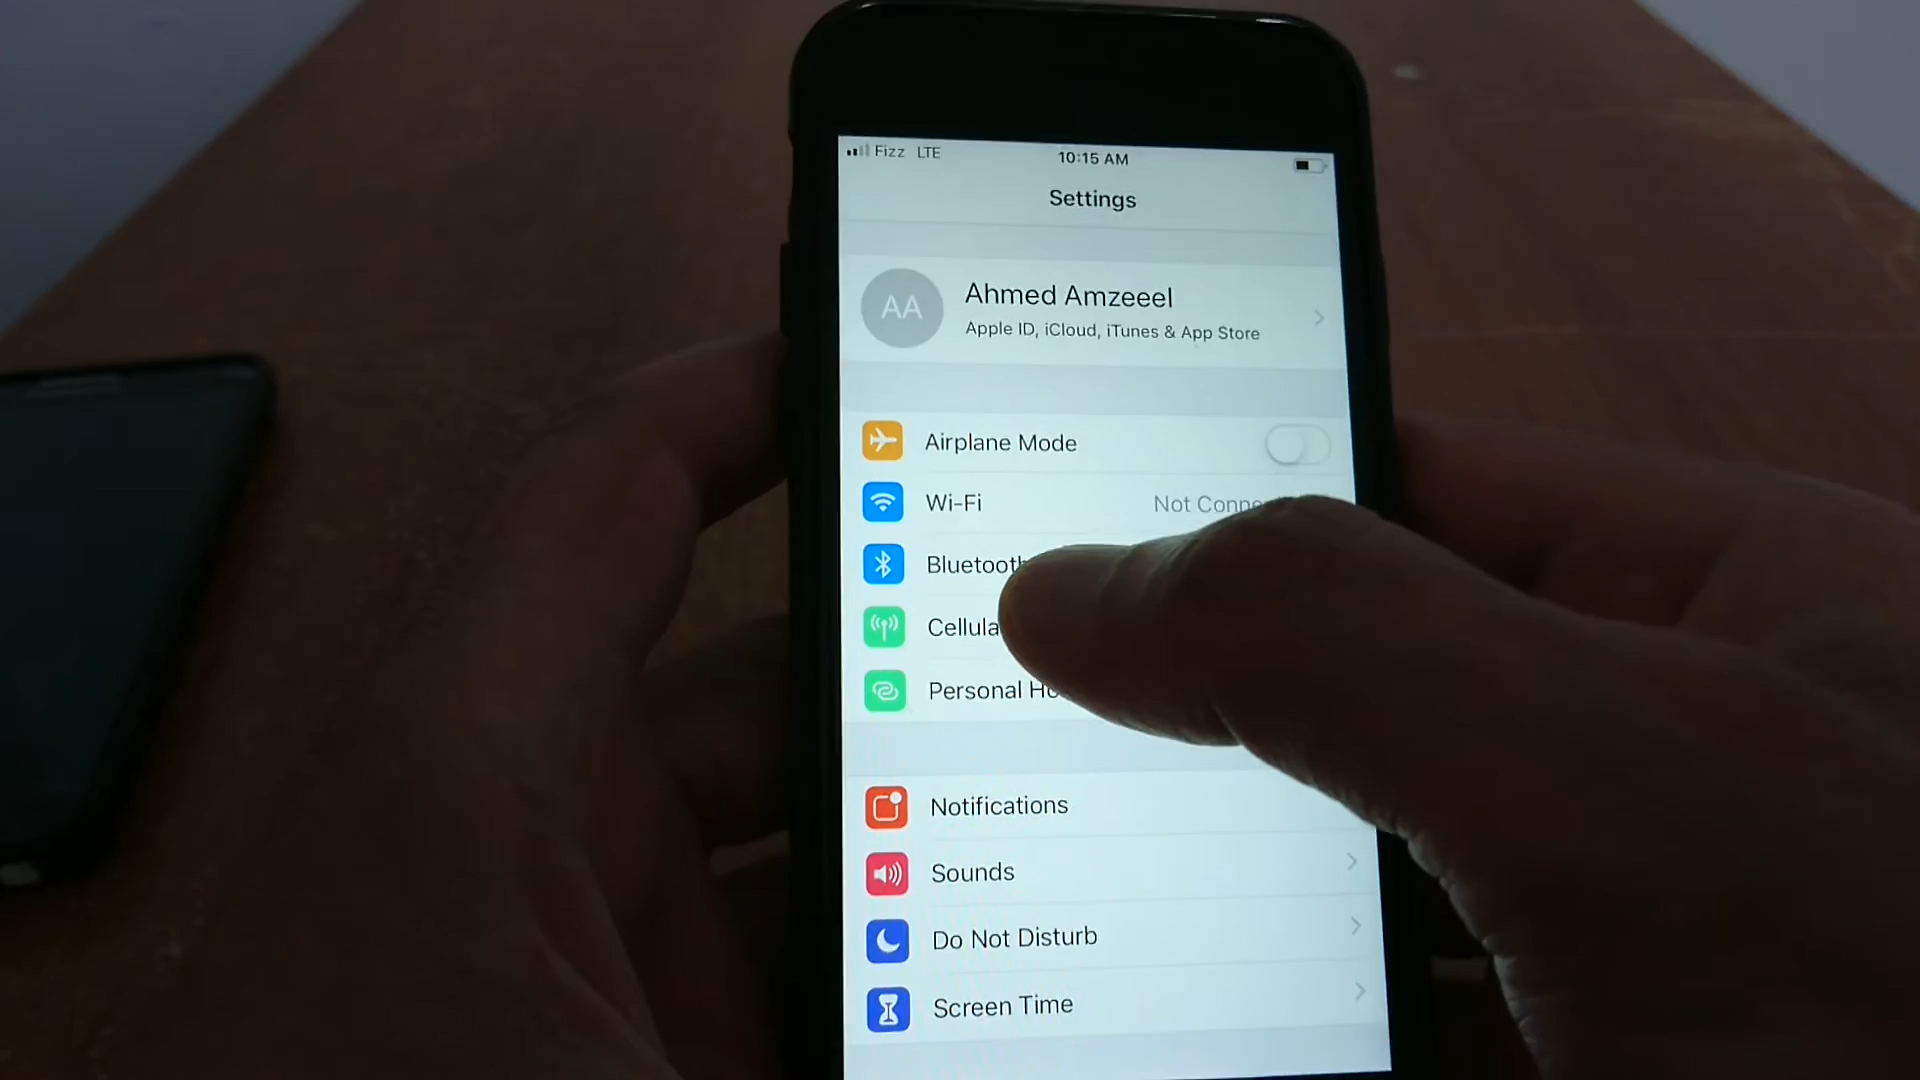 Fizz LTE 10:15 AM
Settings
AA
Ahmed Amzeeel
Apple ID, iCloud, iTunes & App Store
Airplane Mode
Wi-Fi Not Conne
Bluetooth
Cellula
Personal Ho
Notifications
Sounds
Do Not Disturb
Screen Time